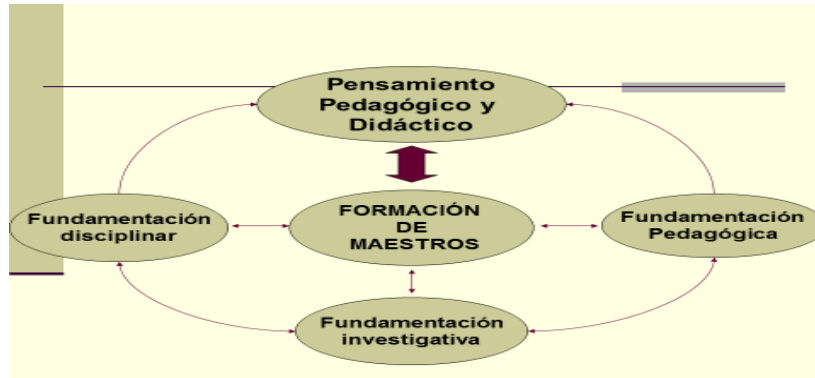 Pensamiento
Pedagógico y
Didáctico
Fundamentación
disciplinar
FORMACIÓN
DE
MAESTROS
Fundamentación
Pedagógica
Fundamentación
investigativa